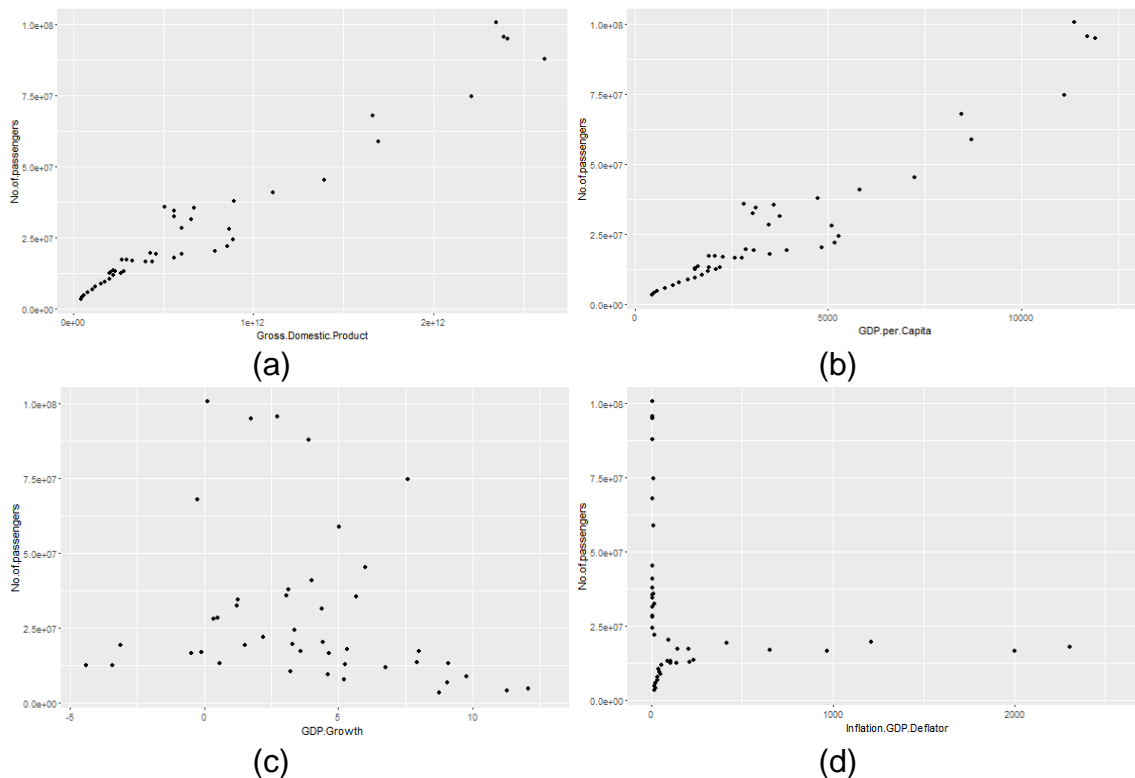 1.0e+08
7.5e+07
5.0e+07
2.5e+07
0.0e+00
No.of.passengers
0e+00
1e+12
2e+12
Gross.Domestic.Product
(a)
1.0e+08
7.5e+07
5.0e+07
2.5e+07
0.0e+00
No.of.passengers
0
5000
10000
GDP.per.Capita
(b)
1.0e+08
7.5e+07
5.0e+07
2.5e+07
0.0e+00
No.of.passengers
-5
0
5
10
GDP.Growth
(c)
1.0e+08
7.5e+07
5.0e+07
2.5e+07
0.0e+00
No.of.passengers
0
1000
2000
Inflation.GDP.Deflator
(d)